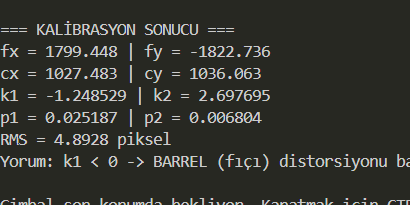 === KALİBRASYON SONUCU ===
fx = 1799.448 | fy = -1822.736
cx = 1027.483 | cy = 1036.063
k1 = -1.248529 | k2 = 2.697695
p1 = 0.025187 | p2 = 0.006804
RMS = 4.8928 piksel
Yorum: k1 < 0 -> BARREL (fıçı) distorsiyonu ba
Gimbal son konumda bekliyor. Kapatmak için CTR